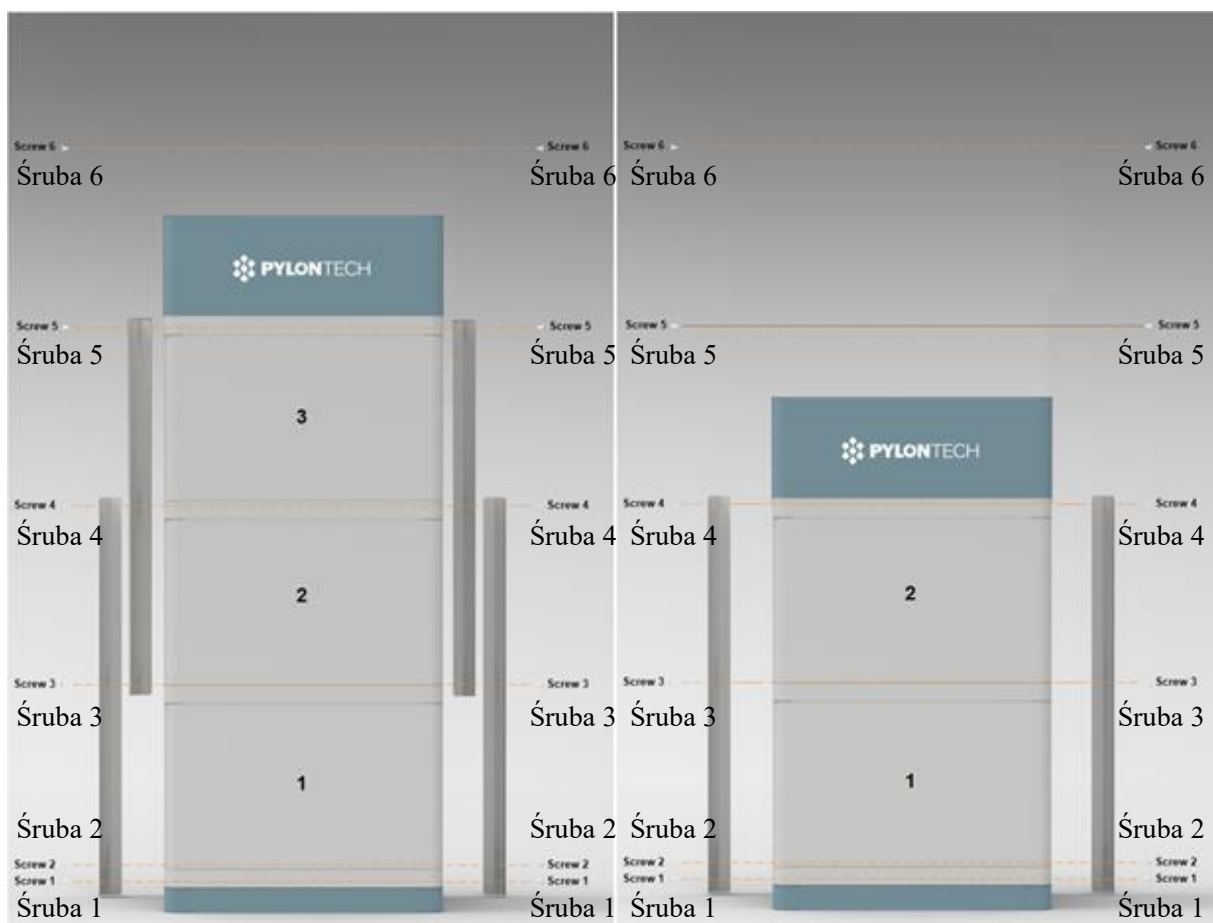 Screw 6 Screw 6 Screw 6 Screw 6
Śruba 6 Śruba 6 Śruba 6 Śruba 6
PYLONTECH
Screw 5 Screw 5 Screw 5 Screw 5
Śruba 5 Śruba 5 Śruba 5 Śruba 5
3
PYLONTECH
Screw 4 Screw 4 Screw 4 Screw 4
Śruba 4 Śruba 4 Śruba 4 Śruba 4
2 2
Screw 3 Screw 3 Screw 3 Screw 3
Śruba 3 Śruba 3 Śruba 3 Śruba 3
1 1
Śruba 2 Śruba 2 Śruba 2 Śruba 2
Screw 2 Screw 2 Screw 2 Screw 2
Screw 1 Screw 1 Screw 1 Screw 1
Śruba 1 Śruba 1 Śruba 1 Śruba 1